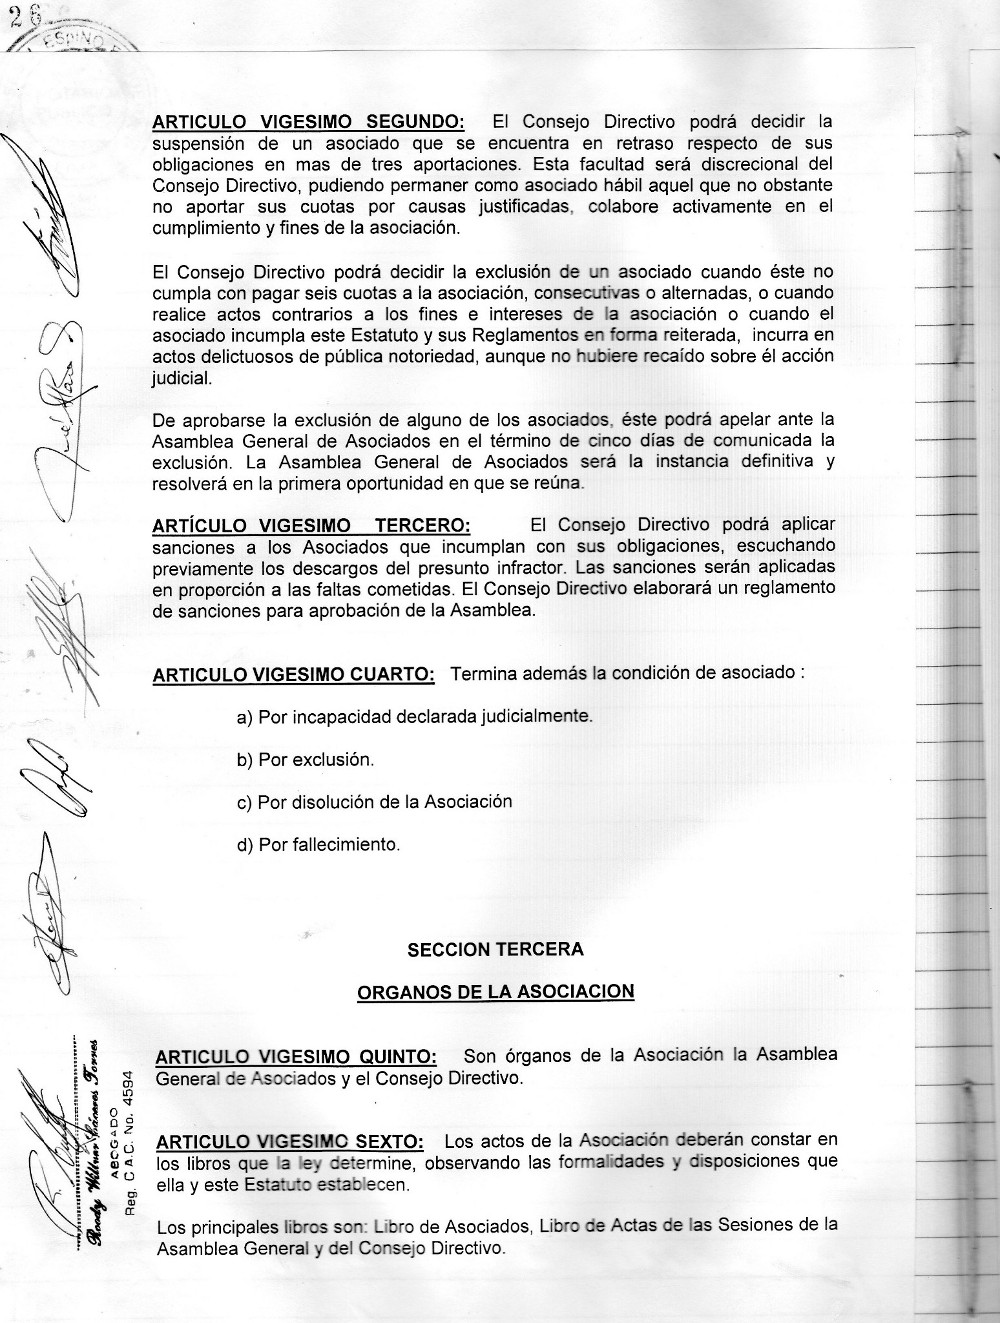 26
ESPINO
ARTICULO VIGESIMO SEGUNDO: El Consejo Directivo podrá decidir la
suspensión de un asociado que se encuentra en retraso respecto de sus
obligaciones en mas de tres aportaciones. Esta facultad será discrecional del
Consejo Directivo, pudiendo permaner como asociado hábil aquel que no obstante
no aportar sus cuotas por causas justificadas, colabore activamente en el
cumplimiento y fines de la asociación.
El Consejo Directivo podrá decidir la exclusión de un asociado cuando éste no
cumpla con pagar seis cuotas a la asociación, consecutivas o alternadas, o cuando
realice actos contrarios a los fines e intereses de la asociación o cuando el
asociado incumpla este Estatuto y sus Reglamentos en forma reiterada, incurra en
actos delictuosos de pública notoriedad, aunque no hubiere recaído sobre él acción
judicial.
De aprobarse la exclusión de alguno de los asociados, éste podrá apelar ante la
Asamblea General de Asociados en el término de cinco días de comunicada la
exclusión. La Asamblea General de Asociados será la instancia definitiva y
resolverá en la primera oportunidad en que se reúna.
ARTÍCULO VIGESIMO TERCERO: El Consejo Directivo podrá aplicar
sanciones a los Asociados que incumplan con sus obligaciones, escuchando
previamente los descargos del presunto infractor. Las sanciones serán aplicadas
en proporción a las faltas cometidas. El Consejo Directivo elaborará un reglamento
de sanciones para aprobación de la Asamblea.
ARTICULO VIGESIMO CUARTO: Termina además la condición de asociado :
a) Por incapacidad declarada judicialmente.
b) Por exclusión.
c) Por disolución de la Asociación
d) Por fallecimiento.
SECCION TERCERA
ORGANOS DE LA ASOCIACION
ARTICULO VIGESIMO QUINTO: Son órganos de la Asociación la Asamblea
General de Asociados y el Consejo Directivo.
ARTICULO VIGESIMO SEXTO: Los actos de la Asociación deberán constar en
los libros que la ley determine, observando las formalidades y disposiciones que
ella y este Estatuto establecen.
Los principales libros son: Libro de Asociados, Libro de Actas de las Sesiones de la
Asamblea General y del Consejo Directivo.
Roody Willnar Cáceres Torres
ABOGADO
Reg. C.A.C. No. 4594